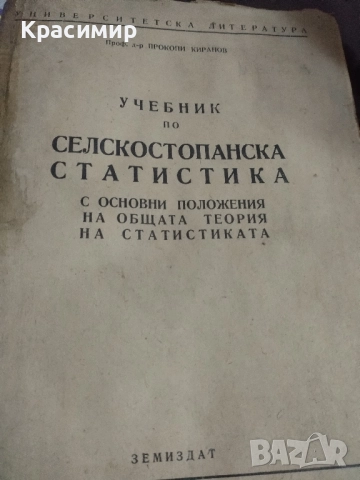 УНИВЕРСИТЕТСКА ЛИТЕРАТУРА
Красимир
Проф. д-р ПРОКОПИ КИРАНОВ
УЧЕБНИК
ПО
СЕЛСКОСТОПАНСКА
СТАТИСТИКА
С ОСНОВНИ ПОЛОЖЕНИЯ
НА ОБЩАТА ТЕОРИЯ
НА СТАТИСТИКАТА
ЗЕМИЗДАТ
BAZAR